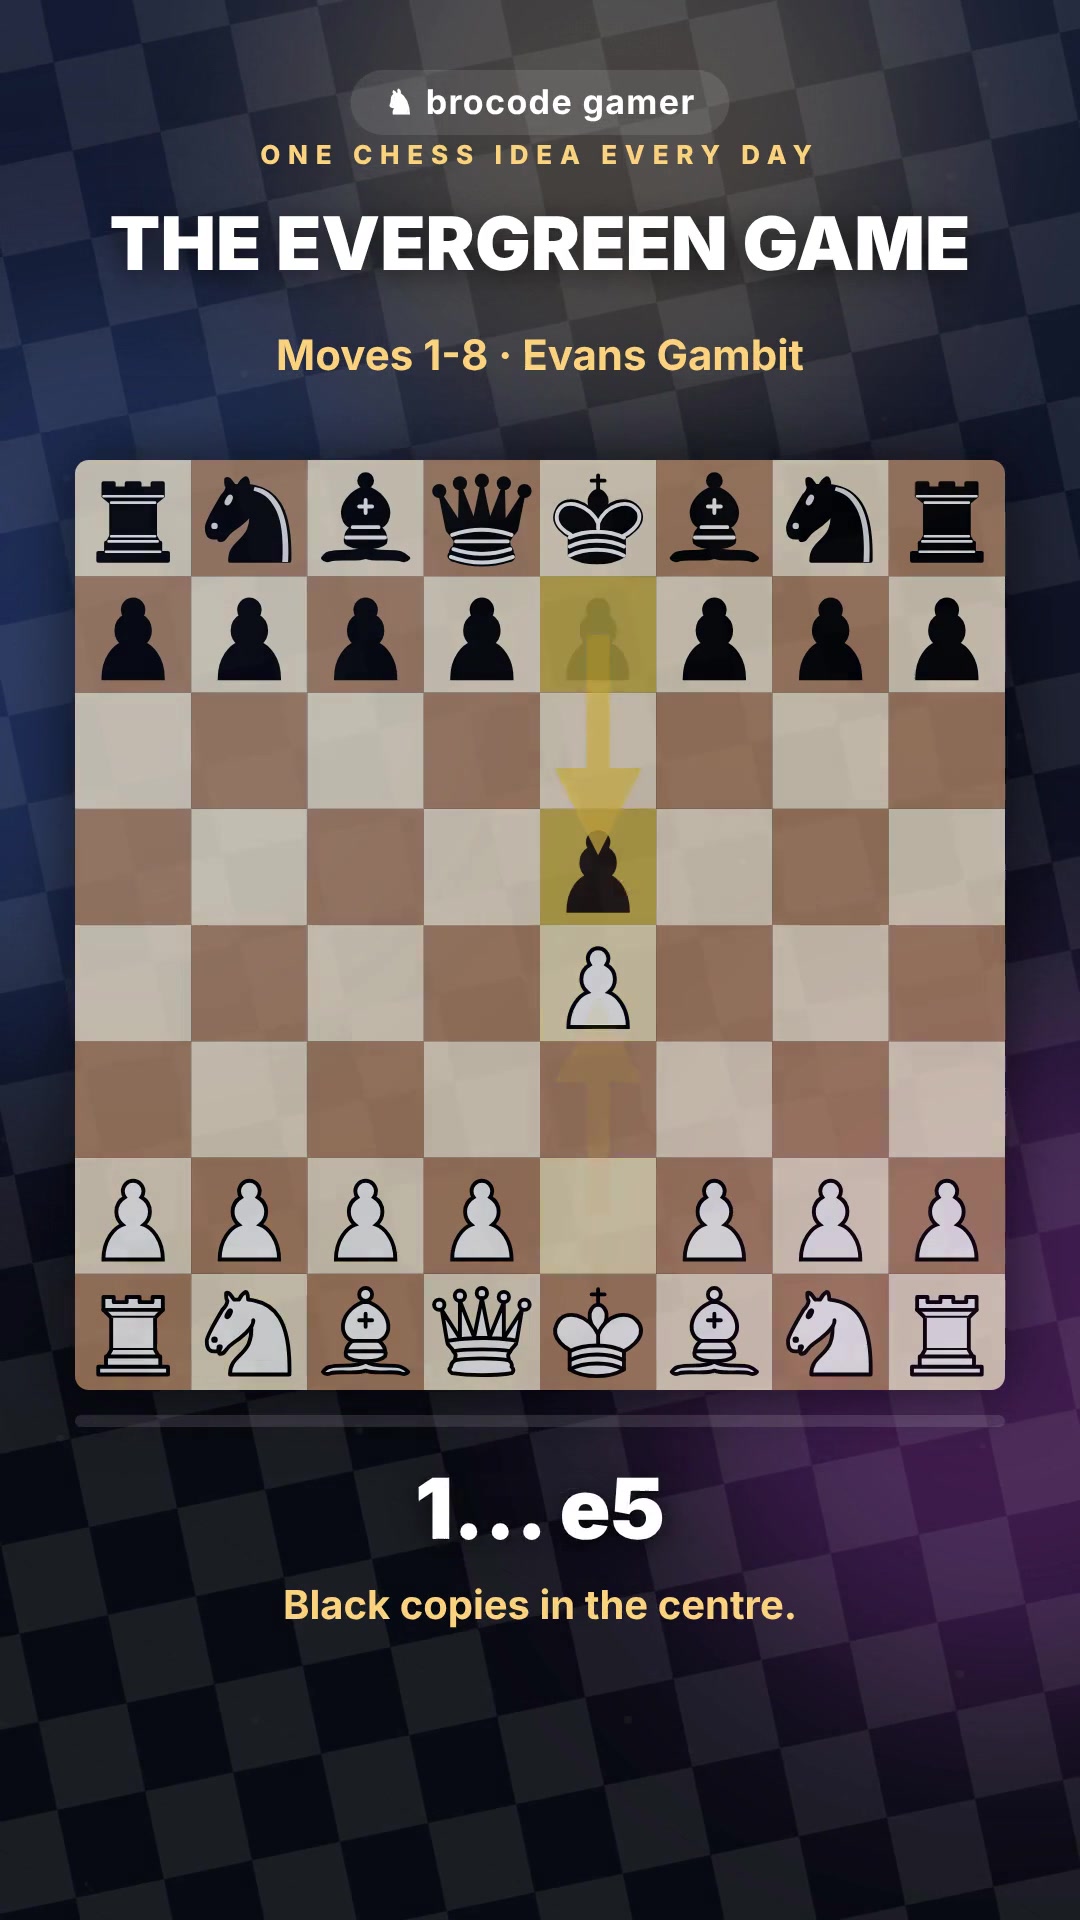 brocode gamer
ONE CHESS IDEA EVERY DAY
THE EVERGREEN GAME
Moves 1-8 · Evans Gambit
1... e5
Black copies in the centre.